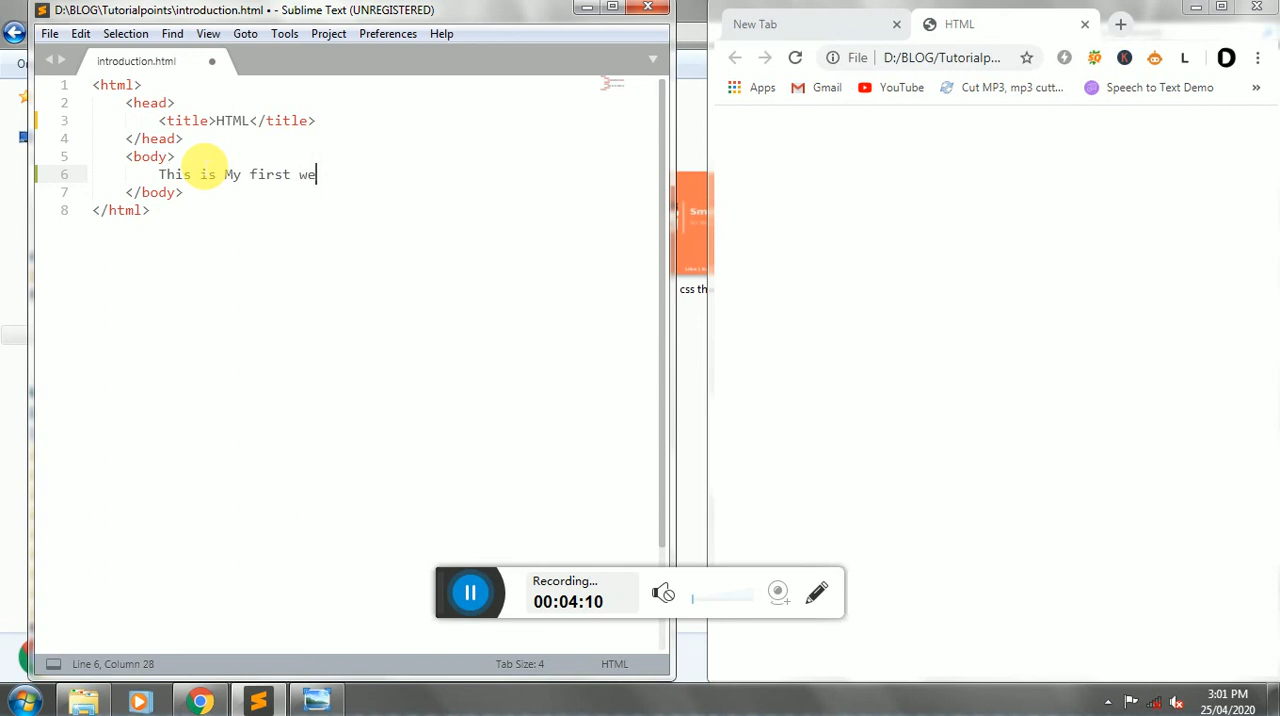 D:\BLOG\Tutorialpoints\introduction.html • - Sublime Text (UNREGISTERED)
File Edit Selection Find View Goto Tools Project Preferences Help
introduction.html
1 <html>
2 <head>
3 <title>HTML</title>
4 </head>
5 <body>
6 This is My first we
7 </body>
8 </html>
Line 6, Column 28
Tab Size: 4
HTML
New Tab
HTML
File
D:/BLOG/Tutorialp...
L
D
Apps Gmail YouTube Cut MP3, mp3 cutt... Speech to Text Demo »
css th
Recording...
00:04:10
3:01 PM
25/04/2020